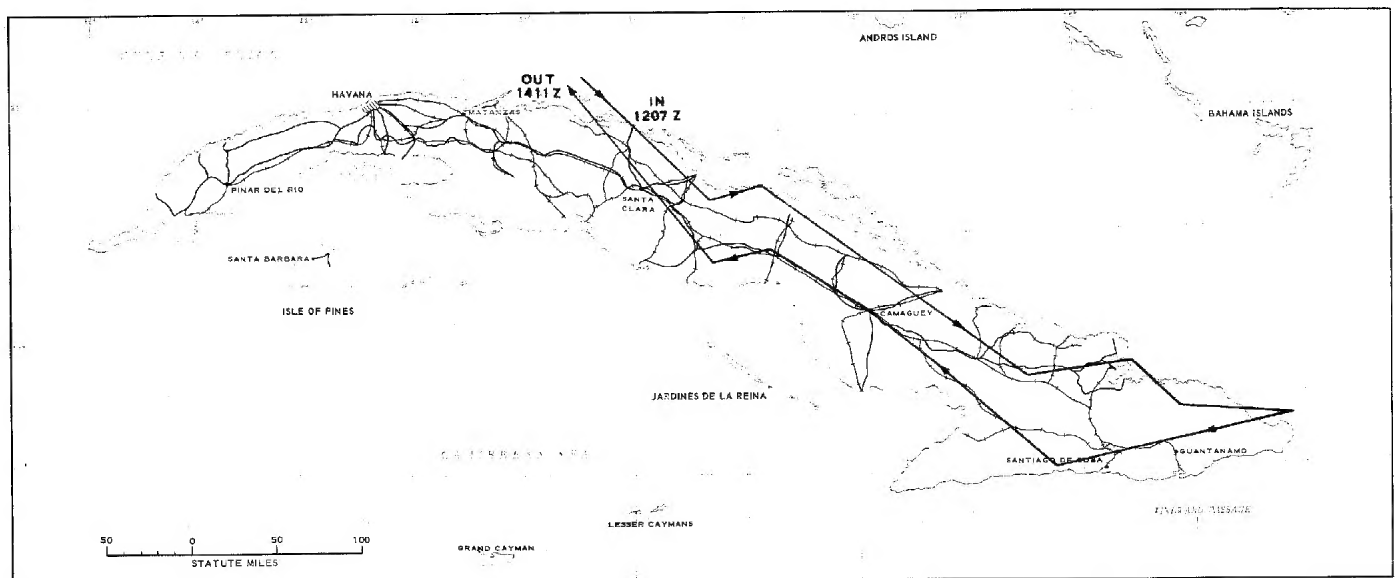 ANDROS ISLAND
OUT
1411 Z
IN
1207 Z
HAVANA
MATANZAS
BAHAMA ISLANDS
PINAR DEL RIO
SANTA
CLARA
SANTA BARBARA
ISLE OF PINES
CAMAGUEY
JARDINES DE LA REINA
CARIBBEAN SEA
SANTIAGO DE CUBA
GUANTANAMO
LESSER CAYMANS
GRAND CAYMAN
50 0 50 100
STATUTE MILES